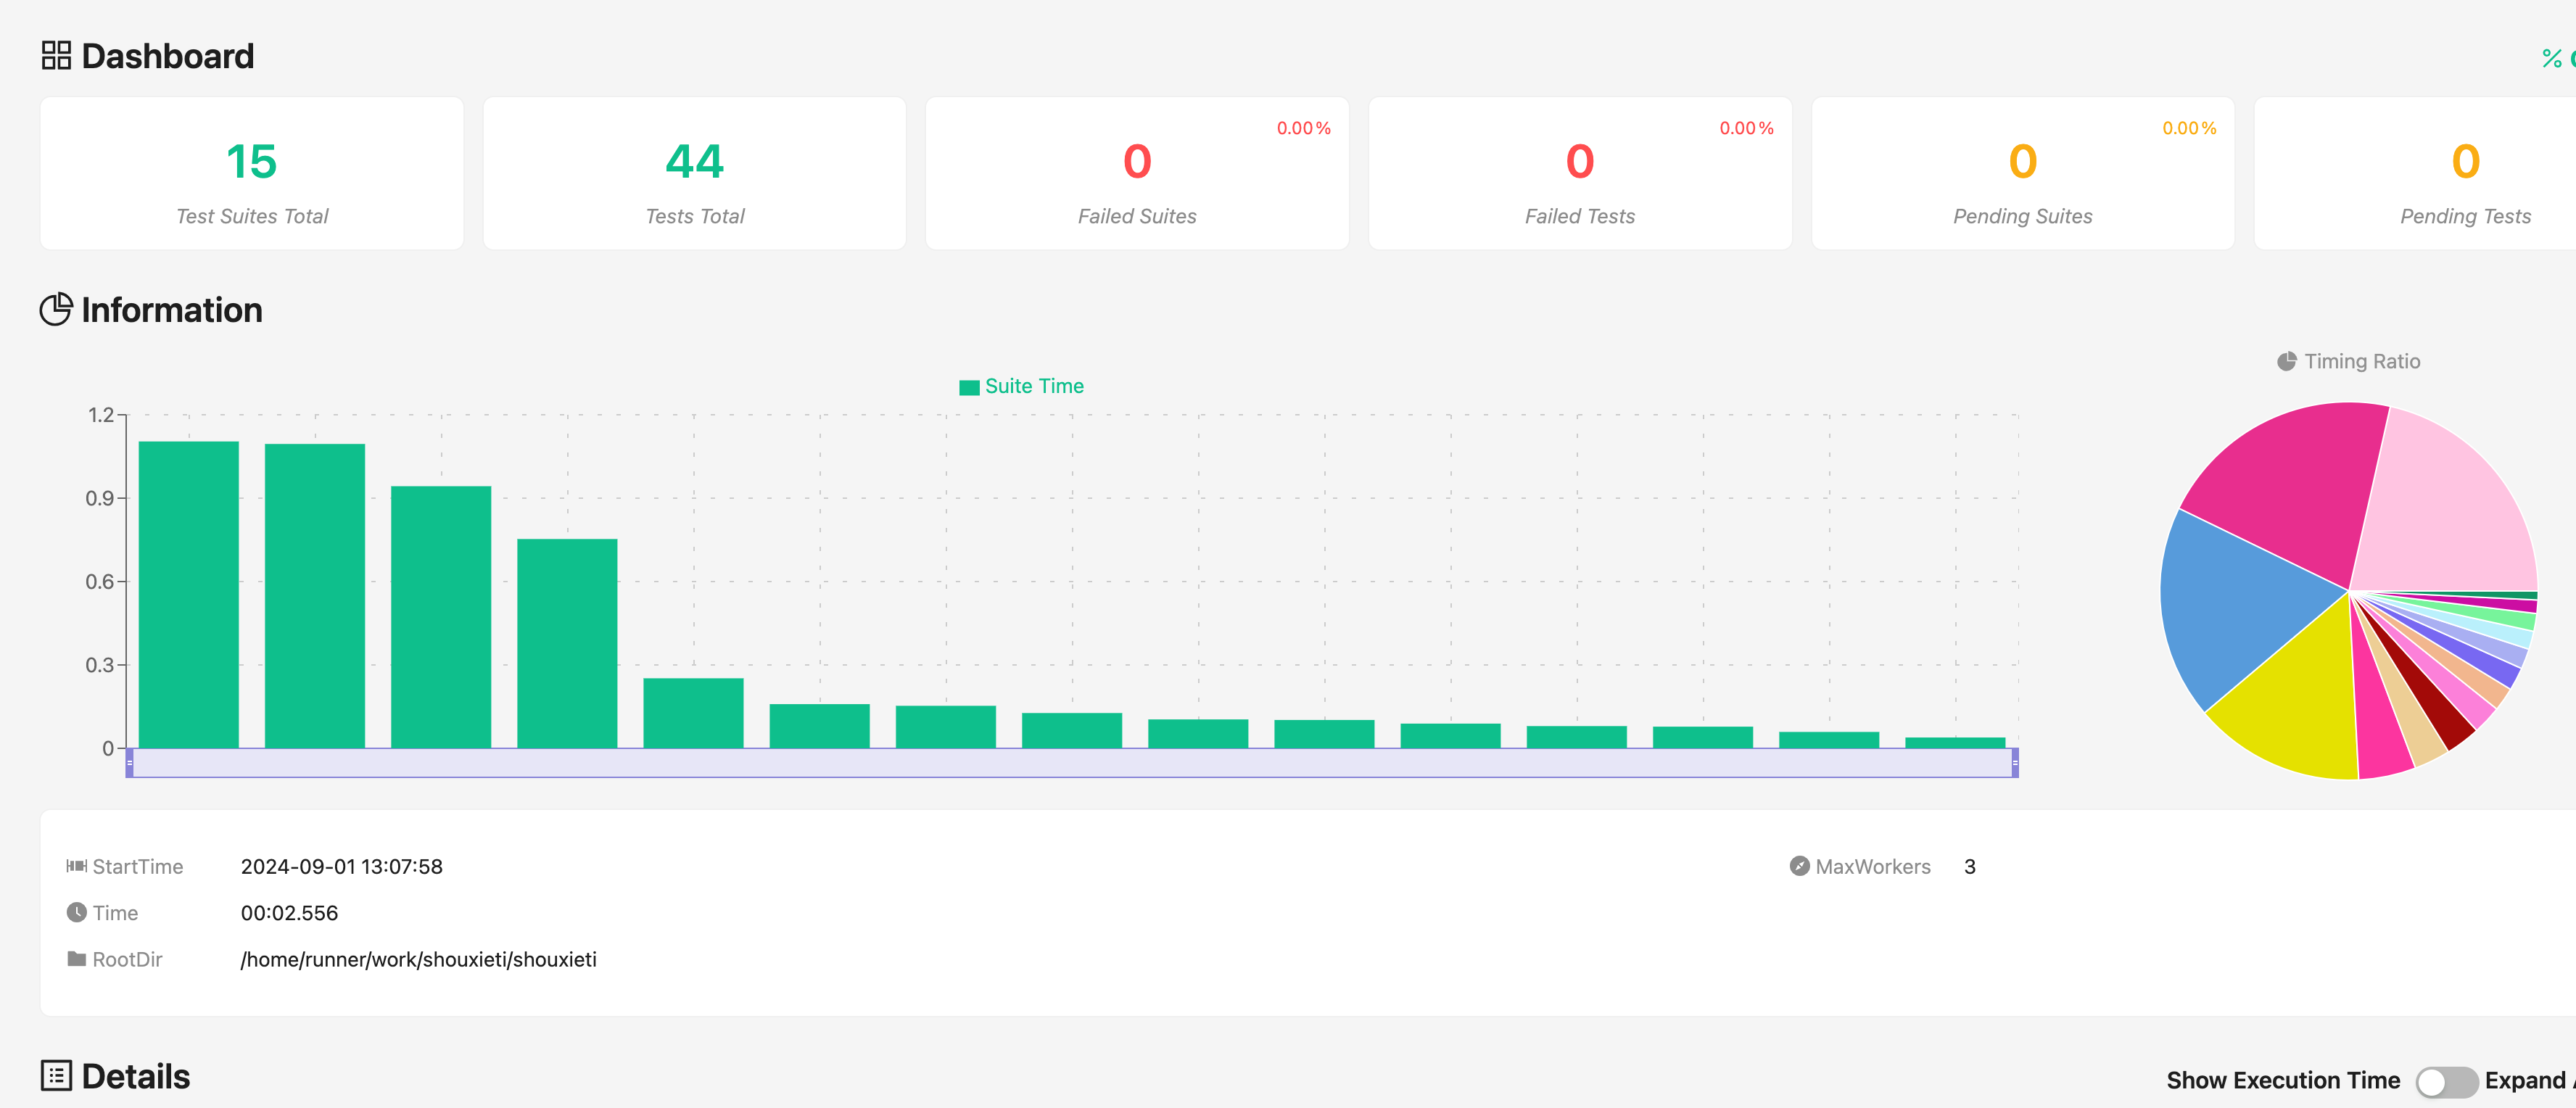 Dashboard
%
15
Test Suites Total
44
Tests Total
0.00%
0
Failed Suites
0.00%
0
Failed Tests
0.00%
0
Pending Suites
0
Pending Tests
Information
Suite Time
1.2
0.9
0.6
0.3
0
Timing Ratio
StartTime 2024-09-01 13:07:58
MaxWorkers 3
Time 00:02.556
RootDir /home/runner/work/shouxieti/shouxieti
Details
Show Execution Time
Expand